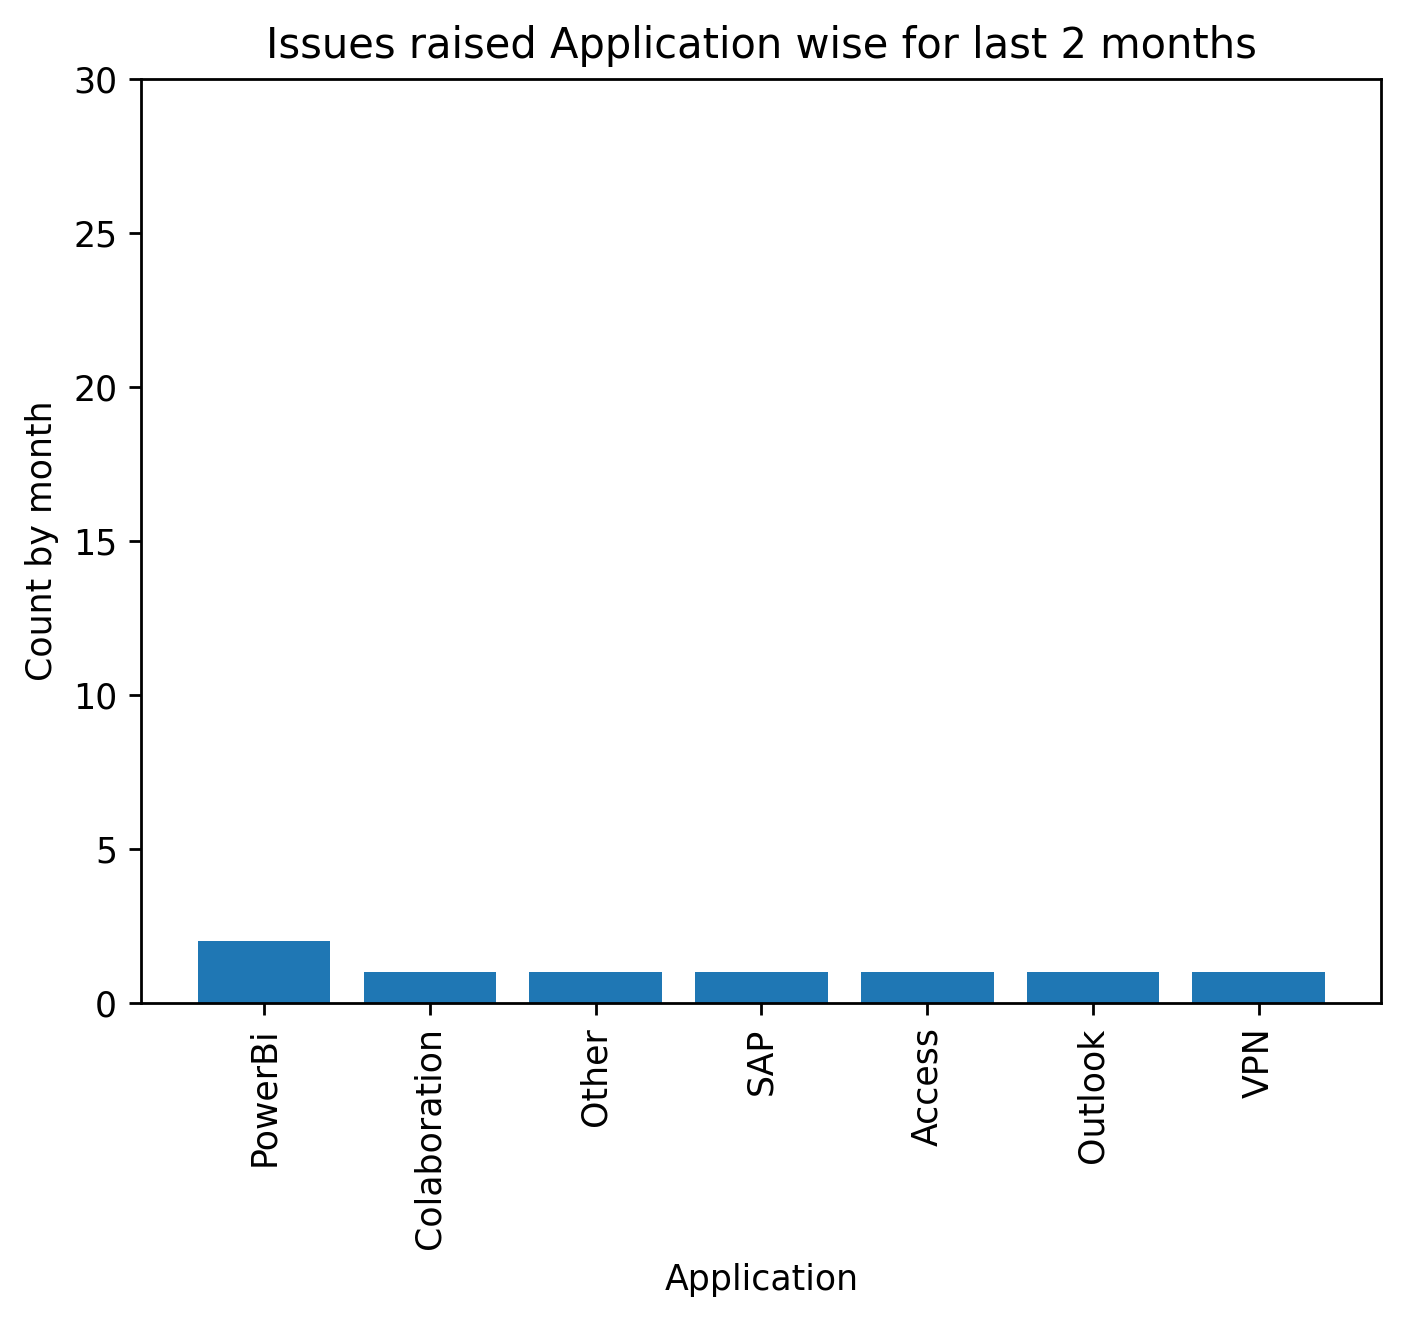 Issues raised Application wise for last 2 months
Count by month
30
25
20
15
10
5
0
PowerBi
Colaboration
Other
SAP
Access
Outlook
VPN
Application